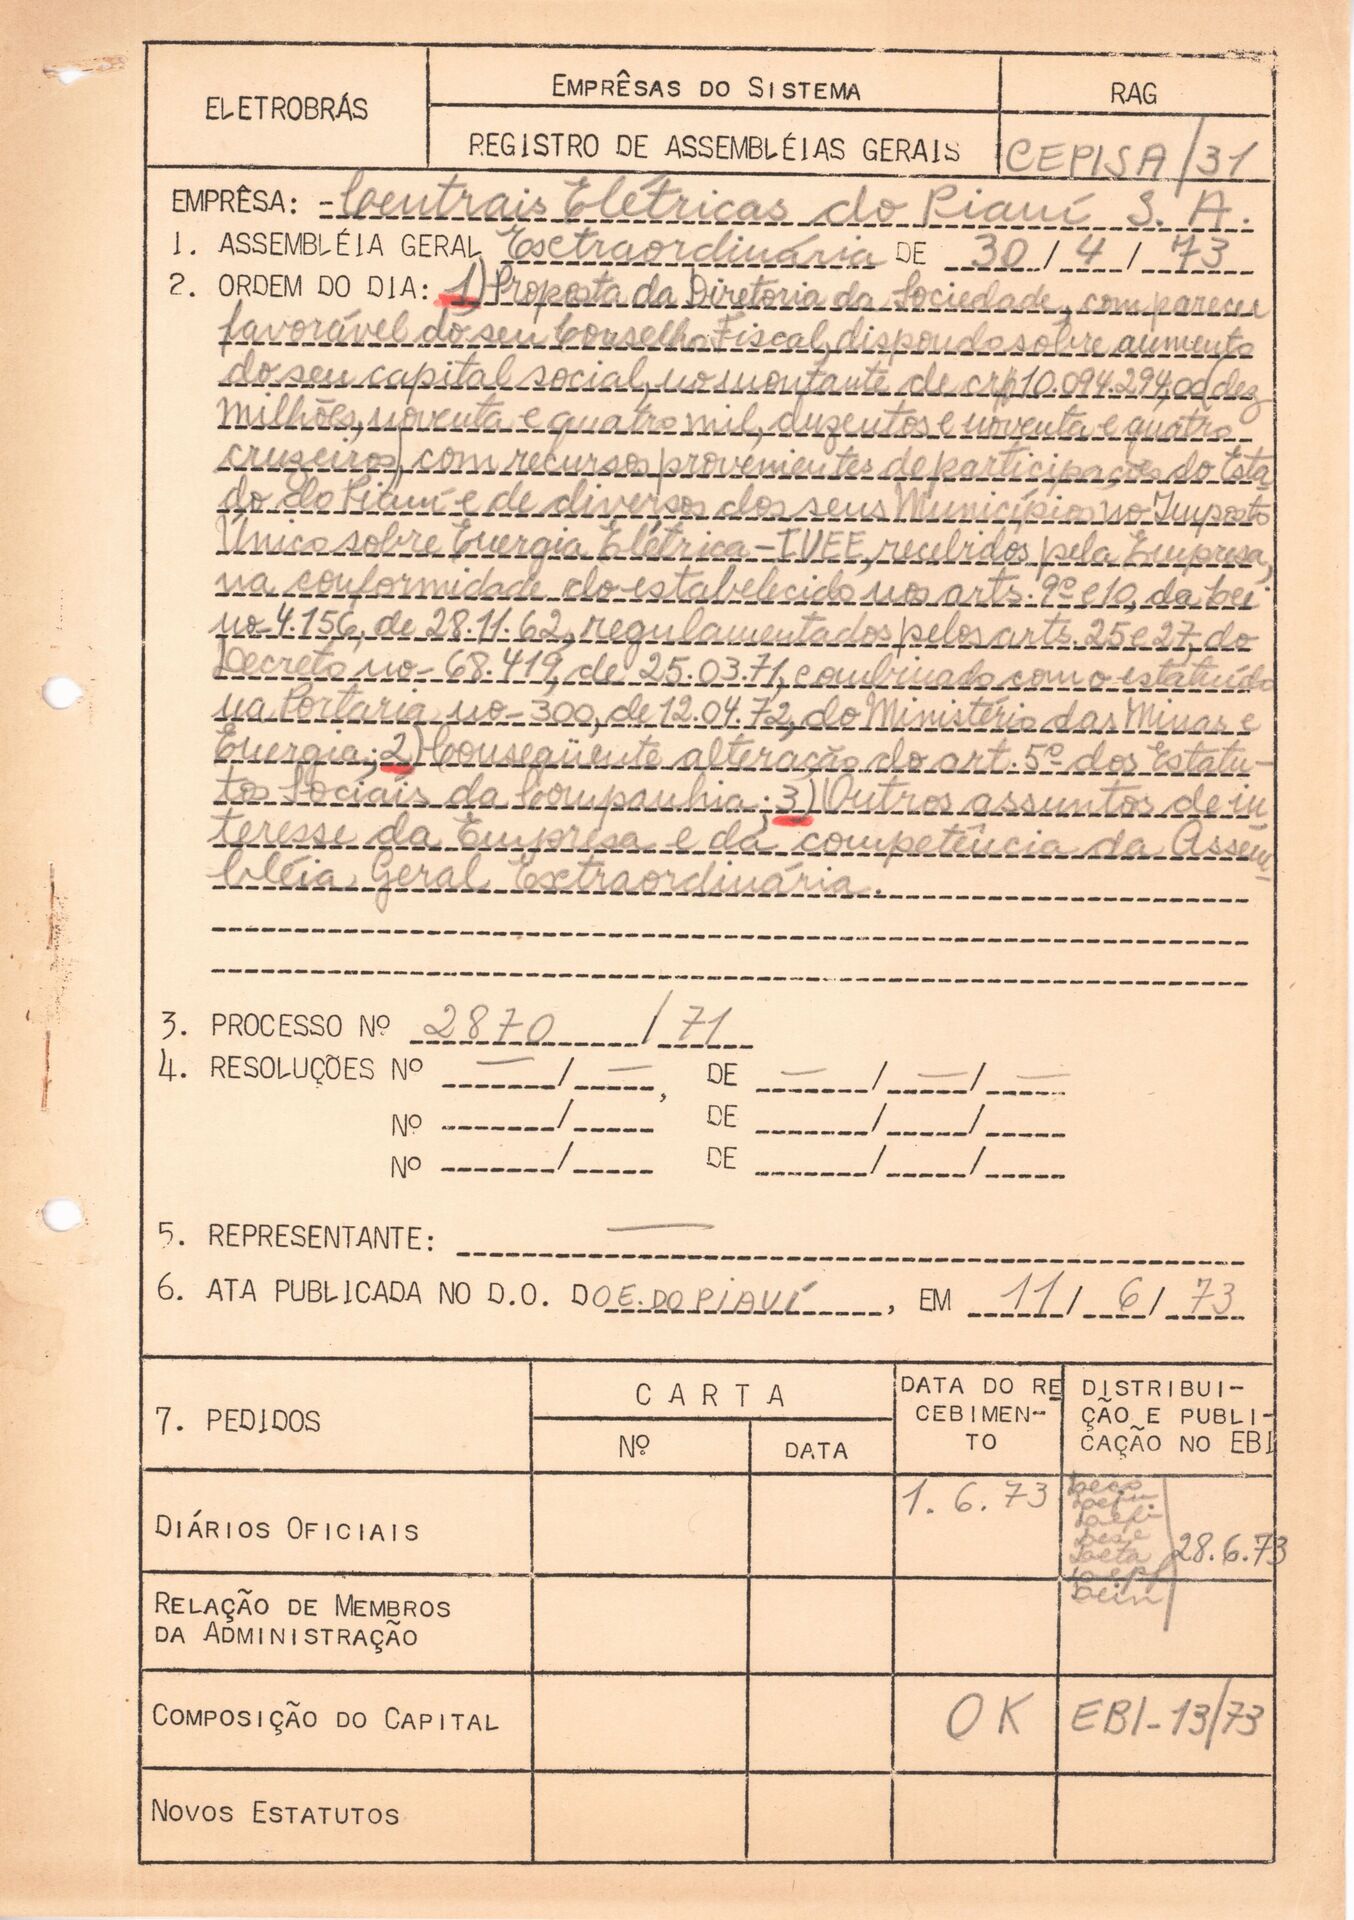 ELETROBRÁS
EMPRÊSAS DO SISTEMA
RAG
REGISTRO DE ASSEMBLÉIAS GERAIS
CEPISA/31
EMPRÊSA: -Centrais Elétricas do Piauí S. A.
1. ASSEMBLÉIA GERAL Extraordinária DE 30/4/73
2. ORDEM DO DIA: 1) Proposta da Diretoria da Sociedade, com parecer
favorável do seu Conselho Fiscal, dispondo sobre aumento
do seu capital social, no montante de cr$10.094.294,00 (dez
milhões, noventa e quatro mil, duzentos e noventa e quatro
cruzeiros), com recursos provenientes de participações do Esta
do do Piauí e de diversos dos seus Municípios no Imposto
Único sobre Energia Elétrica-IUEE, recebidos pela Empresa,
na conformidade do estabelecido nos arts. 9º e 10, da Lei
no-4.156, de 28.11.62, regulamentados pelos arts. 25 e 27, do
Decreto no-68.419, de 25.03.71, combinado com o estatuído
na Portaria no-300, de 12.04.72, do Ministério das Minas e
Energia; 2) Conseqüente alteração do art. 5º dos Estatu-
tos Sociais da Companhia; 3) Outros assuntos de in
teresse da Empresa e da competência da Assem-
bléia Geral Extraordinária.
3. PROCESSO Nº 2870/71
4. RESOLUÇÕES Nº —/—, DE —/—/—
Nº /  DE / /
Nº /  DE / /
5. REPRESENTANTE: —
6. ATA PUBLICADA NO D.O. DO E. DO PIAUÍ, EM 11/6/73
7. PEDIDOS
CARTA
Nº
DATA
DATA DO RE
CEBIMEN-
TO
DISTRIBUI-
ÇÃO E PUBLI-
CAÇÃO NO EBI
DIÁRIOS OFICIAIS
1.6.73
28.6.73
RELAÇÃO DE MEMBROS
DA ADMINISTRAÇÃO
COMPOSIÇÃO DO CAPITAL
OK
EBI-13/73
NOVOS ESTATUTOS